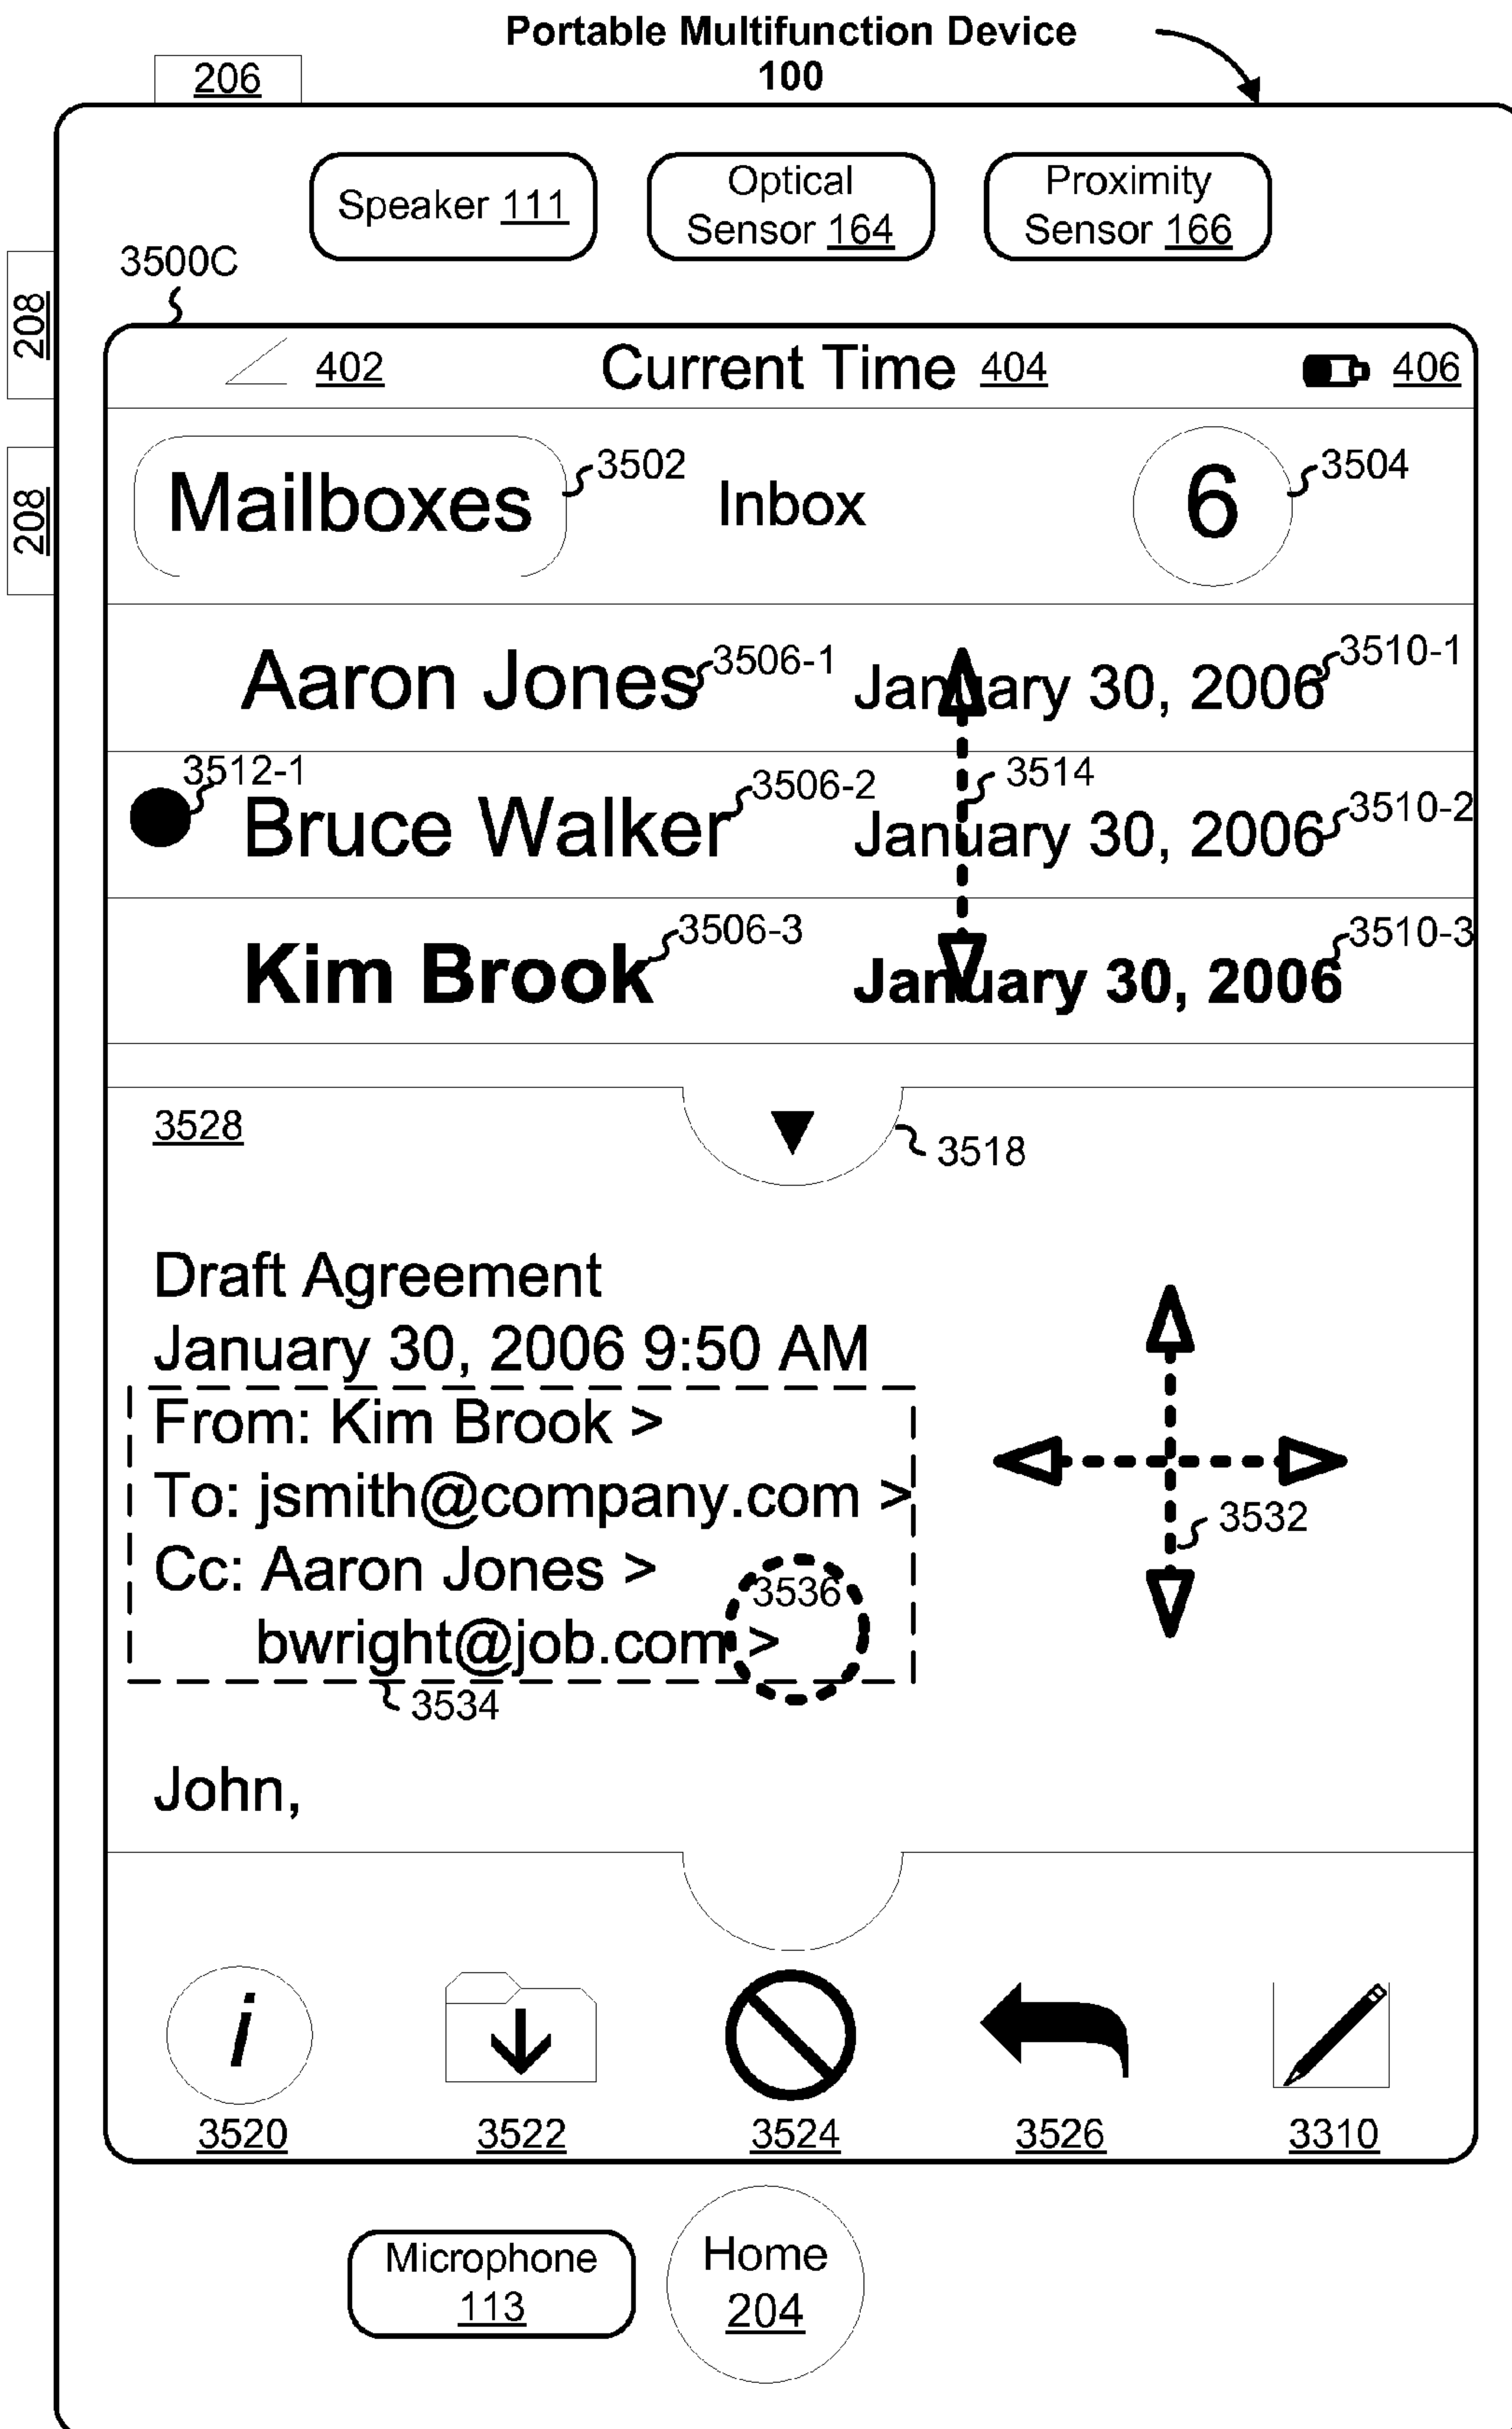 Portable Multifunction Device
100
206
Speaker 111
Optical
Sensor 164
Proximity
Sensor 166
208
208
3500C
402
Current Time 404
406
Mailboxes
3502
Inbox
6
3504
Aaron Jones
3506-1
January 30, 2006
3510-1
3512-1
Bruce Walker
3506-2
3514
January 30, 2006
3510-2
Kim Brook
3506-3
January 30, 2006
3510-3
3528
3518
Draft Agreement
January 30, 2006 9:50 AM
From: Kim Brook >
To: jsmith@company.com >
3532
Cc: Aaron Jones >
3536
bwright@job.com >
3534
John,
i
3520
3522
3524
3526
3310
Microphone
113
Home
204